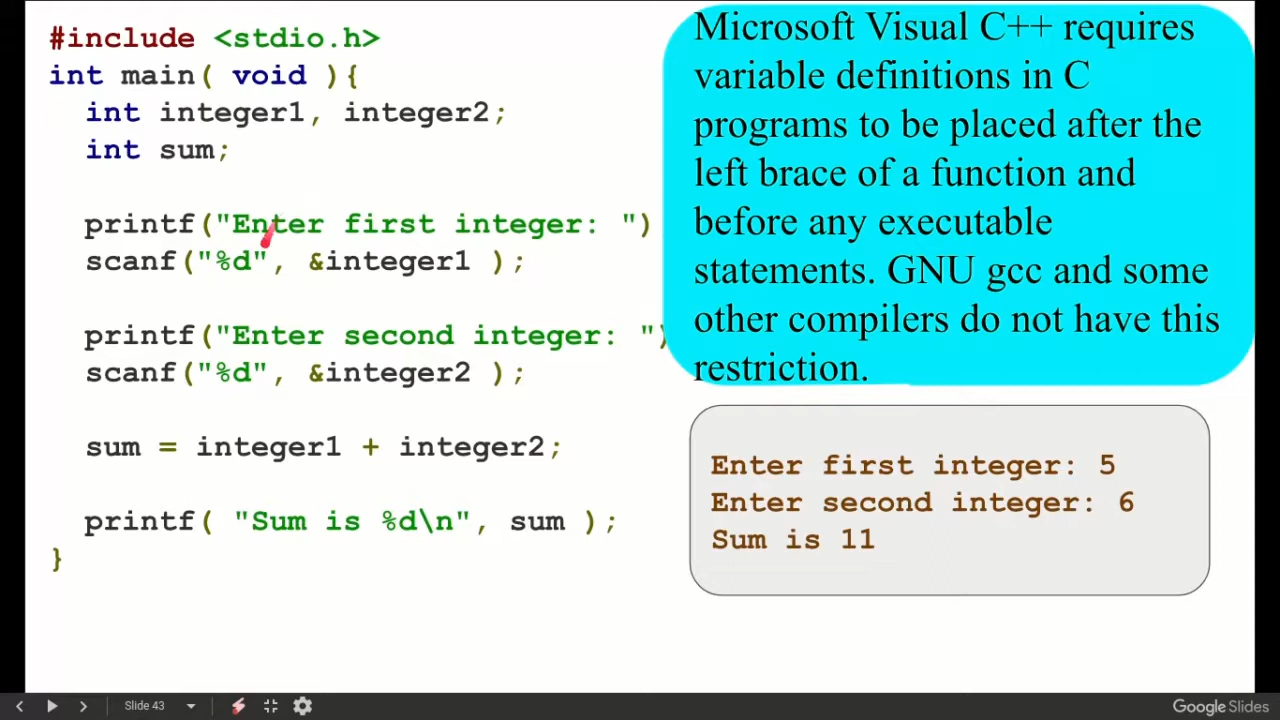 #include <stdio.h>
int main( void ){
int integer1, integer2;
int sum;
printf("Enter first integer: ")
scanf("%d", &integer1 );
printf("Enter second integer: ")
scanf("%d", &integer2 );
sum = integer1 + integer2;
printf( "Sum is %d\n", sum );
}
Microsoft Visual C++ requires
variable definitions in C
programs to be placed after the
left brace of a function and
before any executable
statements. GNU gcc and some
other compilers do not have this
restriction.
Enter first integer: 5
Enter second integer: 6
Sum is 11
Slide 43
Google Slides